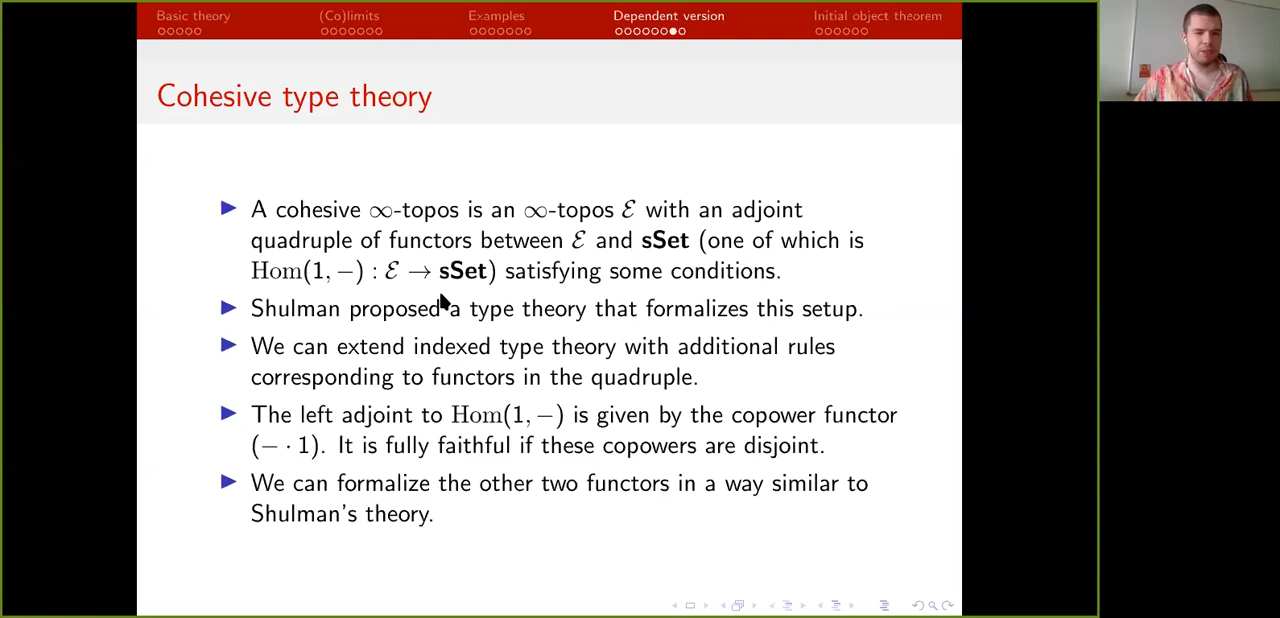 Basic theory (Co)limits Examples Dependent version Initial object theorem
Cohesive type theory
A cohesive ∞-topos is an ∞-topos ℰ with an adjoint
quadruple of functors between ℰ and sSet (one of which is
Hom(1, −) : ℰ → sSet) satisfying some conditions.
Shulman proposed a type theory that formalizes this setup.
We can extend indexed type theory with additional rules
corresponding to functors in the quadruple.
The left adjoint to Hom(1, −) is given by the copower functor
(− · 1). It is fully faithful if these copowers are disjoint.
We can formalize the other two functors in a way similar to
Shulman's theory.